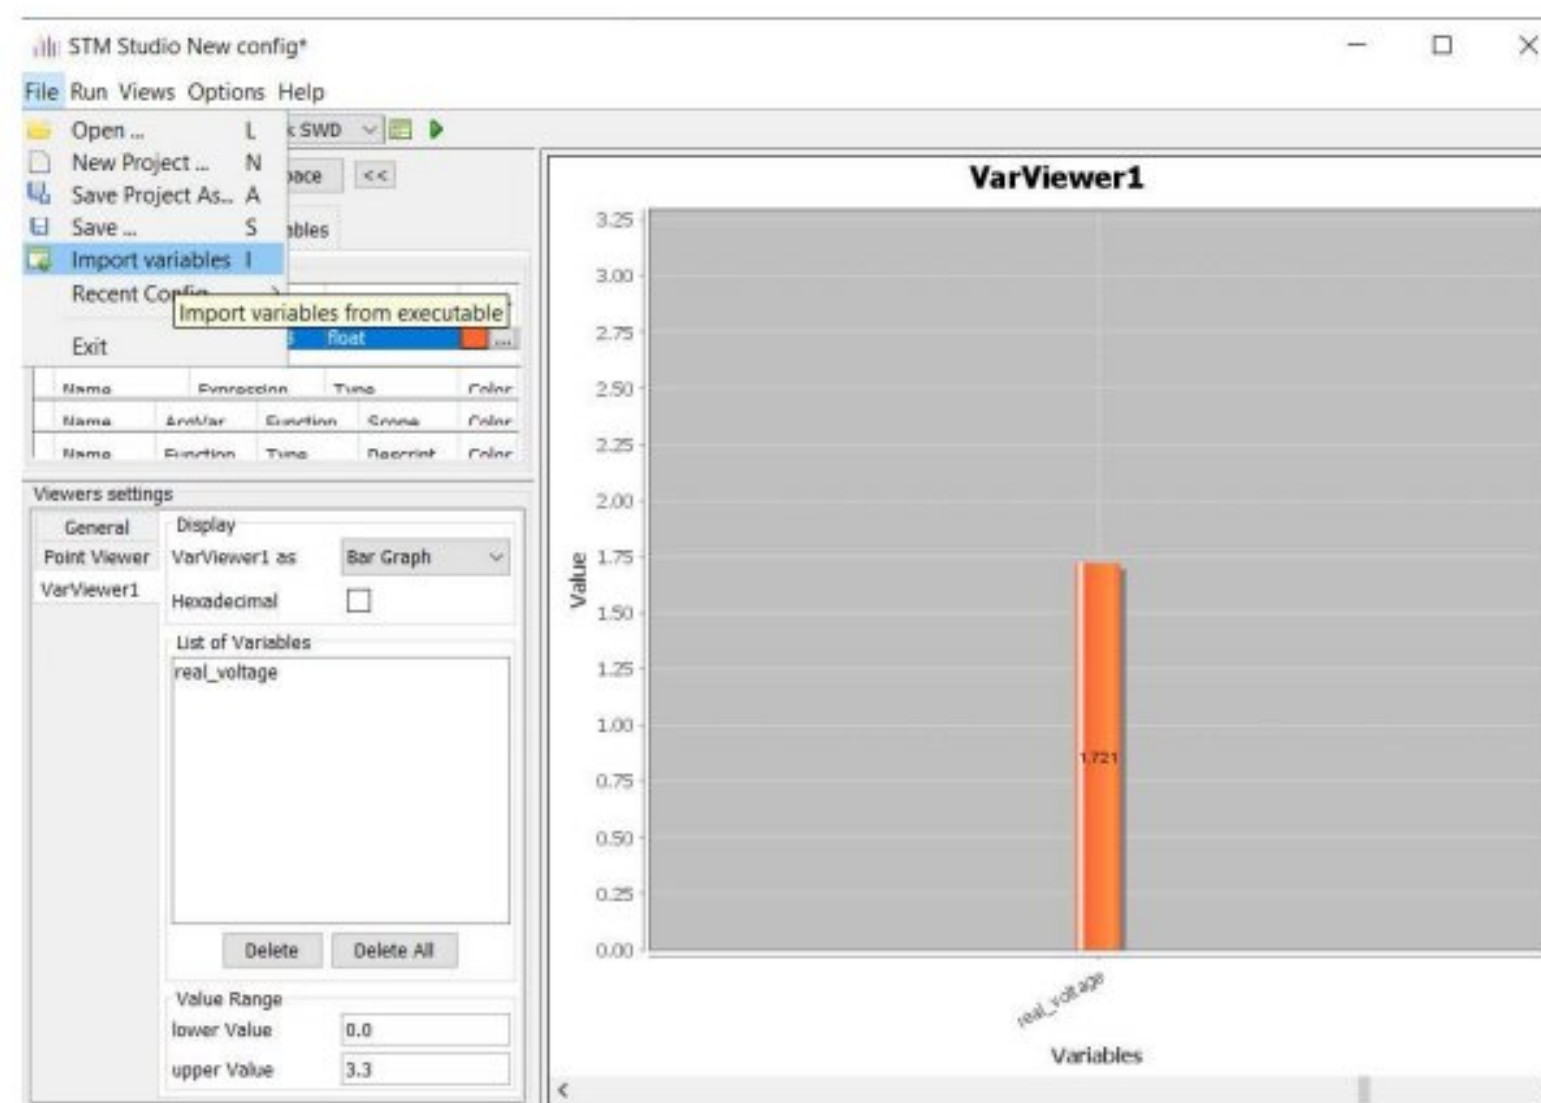 STM Studio New config*
File Run Views Options Help
Open ... L
New Project ... N
Save Project As... A
Save ... S
Import variables I
Recent Config
Exit
Import variables from executable
SWD
<<
float
...
Name Expression Type Color
Name ArgVar Function Scope Color
Name Function Type Descript Color
Viewers settings
General
Point Viewer
VarViewer1
Display
VarViewer1 as Bar Graph
Hexadecimal
List of Variables
real_voltage
Delete Delete All
Value Range
lower Value 0.0
upper Value 3.3
VarViewer1
3.25
3.00
2.75
2.50
2.25
2.00
1.75
1.50
1.25
1.00
0.75
0.50
0.25
0.00
Value
1.721
real_voltage
Variables